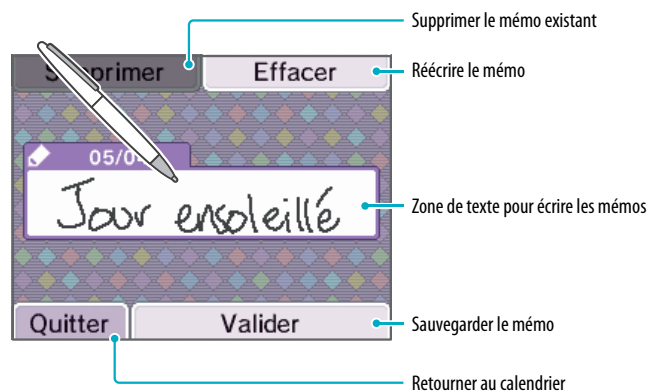 Supprimer le mémo existant
Effacer
Réécrire le mémo
05/0
Jour ensoleillé
Zone de texte pour écrire les mémos
Quitter
Valider
Sauvegarder le mémo
Retourner au calendrier